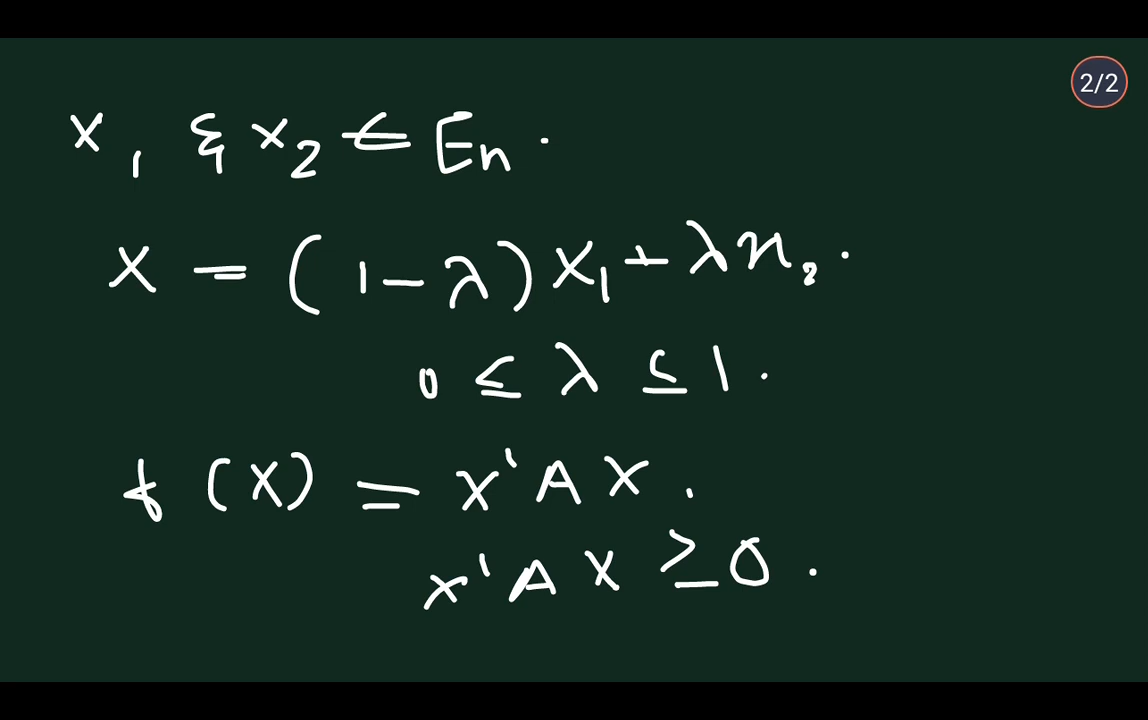 2/2
x₁ & x₂ ∈ En.
X = (1-λ)X₁ + λx₂.
0 ≤ λ ≤ 1.
f(X) = X'AX.
X'AX ≥ 0.